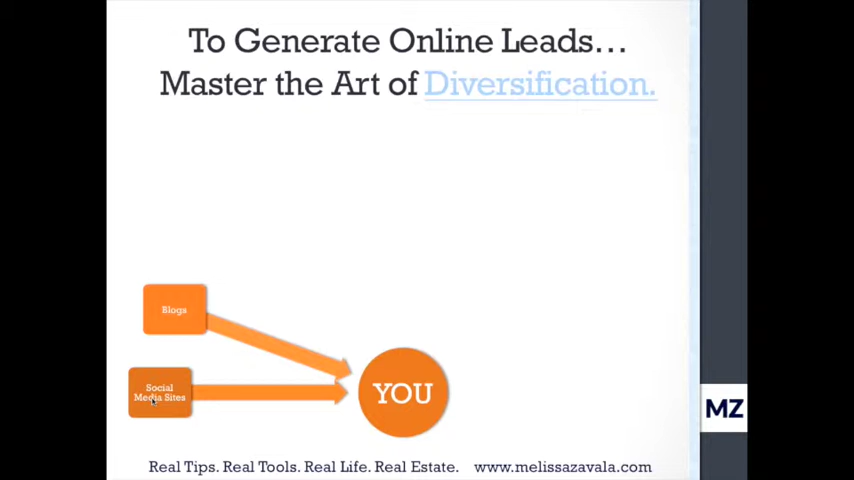 To Generate Online Leads…
Master the Art of Diversification.
Blogs
Social
Media Sites
YOU
MZ
Real Tips. Real Tools. Real Life. Real Estate. www.melissazavala.com